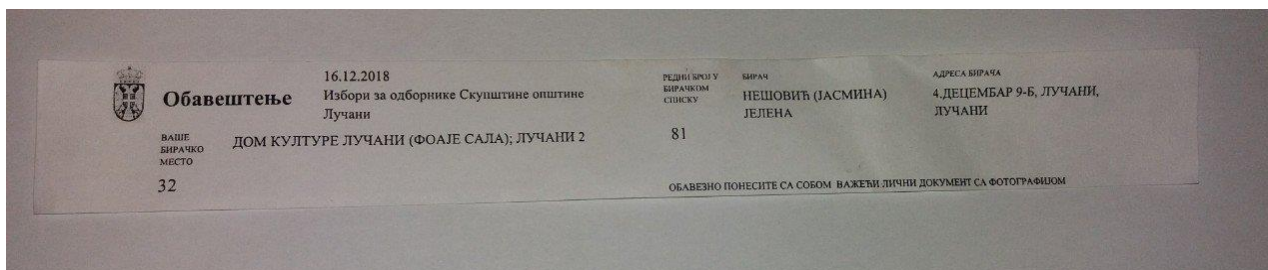 Обавештење
16.12.2018
Избори за одборнике Скупштине општине
Лучани
ВАШЕ
БИРАЧКО
МЕСТО
32
ДОМ КУЛТУРЕ ЛУЧАНИ (ФОАЈЕ САЛА); ЛУЧАНИ 2
РЕДНИ БРОЈ У
БИРАЧКОМ
СПИСКУ
81
БИРАЧ
НЕШОВИЋ (ЈАСМИНА)
ЈЕЛЕНА
АДРЕСА БИРАЧА
4.ДЕЦЕМБАР 9-Б, ЛУЧАНИ,
ЛУЧАНИ
ОБАВЕЗНО ПОНЕСИТЕ СА СОБОМ ВАЖЕЋИ ЛИЧНИ ДОКУМЕНТ СА ФОТОГРАФИЈОМ